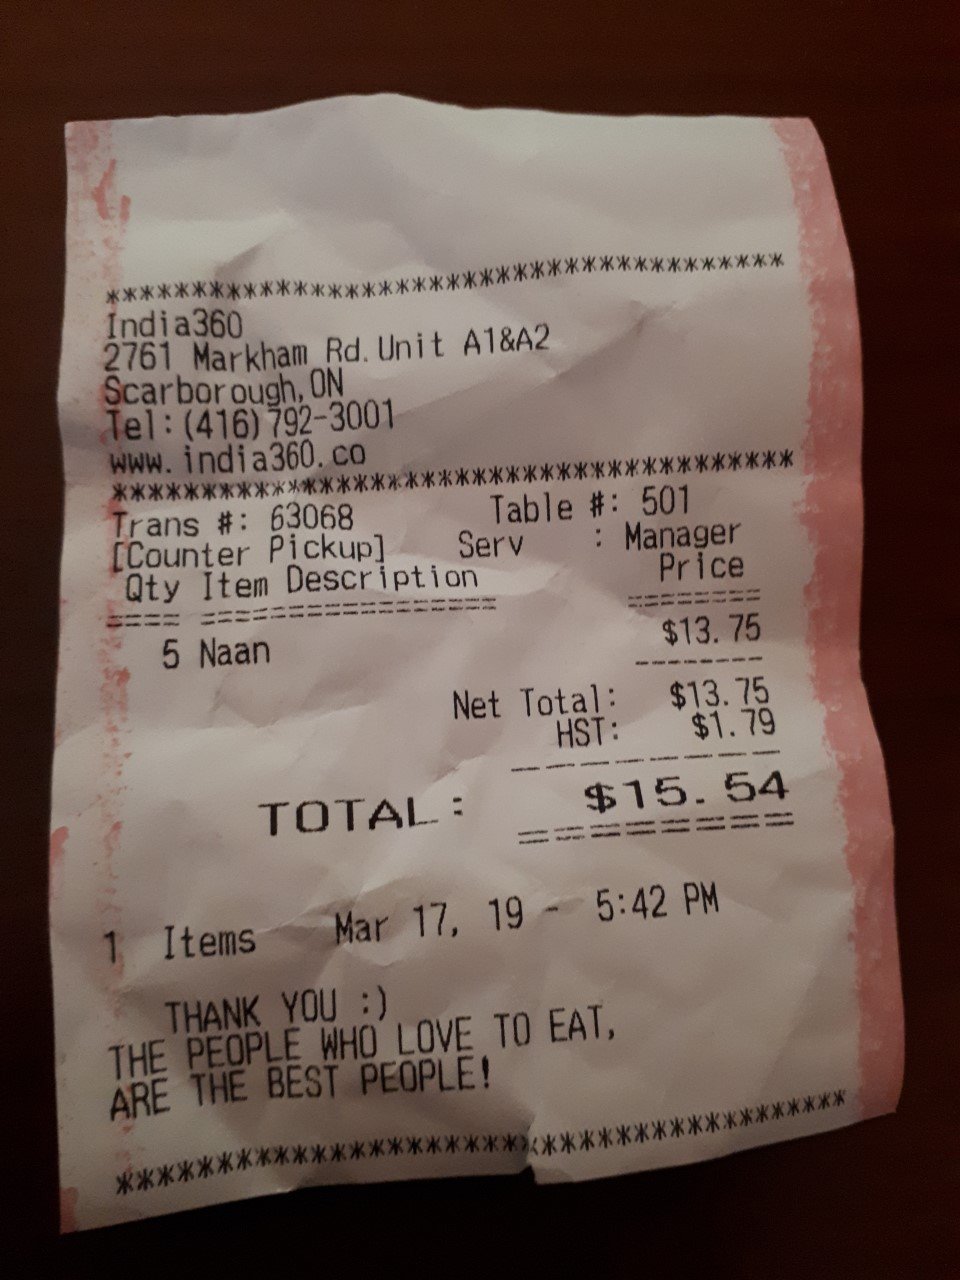 ******************************************
India360
2761 Markham Rd.Unit A1&A2
Scarborough,ON
Tel:(416)792-3001
www.india360.co
******************************************
Trans #: 63068 Table #: 501
[Counter Pickup] Serv : Manager
Qty Item Description Price
==== ================ =======
5 Naan $13.75
-------
Net Total: $13.75
HST: $1.79
---------------
TOTAL: $15.54
================
1 Items Mar 17, 19 - 5:42 PM
THANK YOU :)
THE PEOPLE WHO LOVE TO EAT,
ARE THE BEST PEOPLE!
******************************************